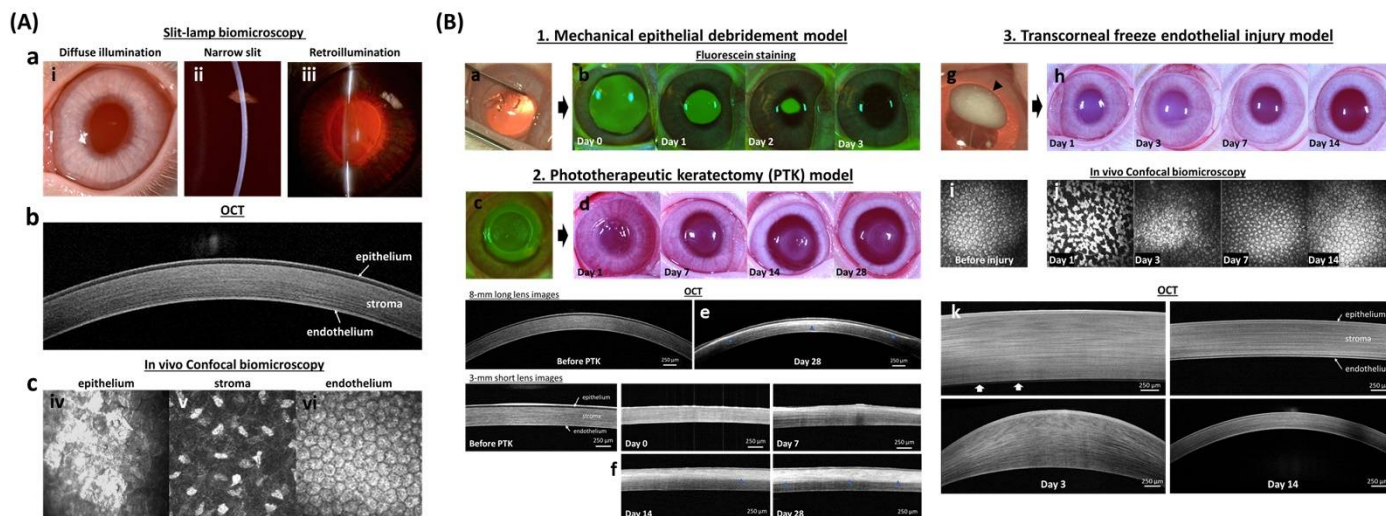 (A)
Slit-lamp biomicroscopy
a
Diffuse illumination
Narrow slit
Retroillumination
i
ii
iii
b
OCT
epithelium
stroma
endothelium
c
In vivo Confocal biomicroscopy
epithelium
stroma
endothelium
iv
v
vi
(B)
1. Mechanical epithelial debridement model
Fluorescein staining
a
b
Day 0
Day 1
Day 2
Day 3
2. Phototherapeutic keratectomy (PTK) model
c
d
Day 1
Day 7
Day 14
Day 28
OCT
8-mm long lens images
e
Before PTK
250 µm
Day 28
250 µm
3-mm short lens images
epithelium
stroma
endothelium
Before PTK
250 µm
Day 0
250 µm
Day 7
250 µm
f
Day 14
250 µm
Day 28
250 µm
3. Transcorneal freeze endothelial injury model
g
h
Day 1
Day 3
Day 7
Day 14
In vivo Confocal biomicroscopy
i
Before injury
j
Day 1
Day 3
Day 7
Day 14
OCT
k
250 µm
epithelium
stroma
endothelium
250 µm
Day 3
250 µm
Day 14
250 µm